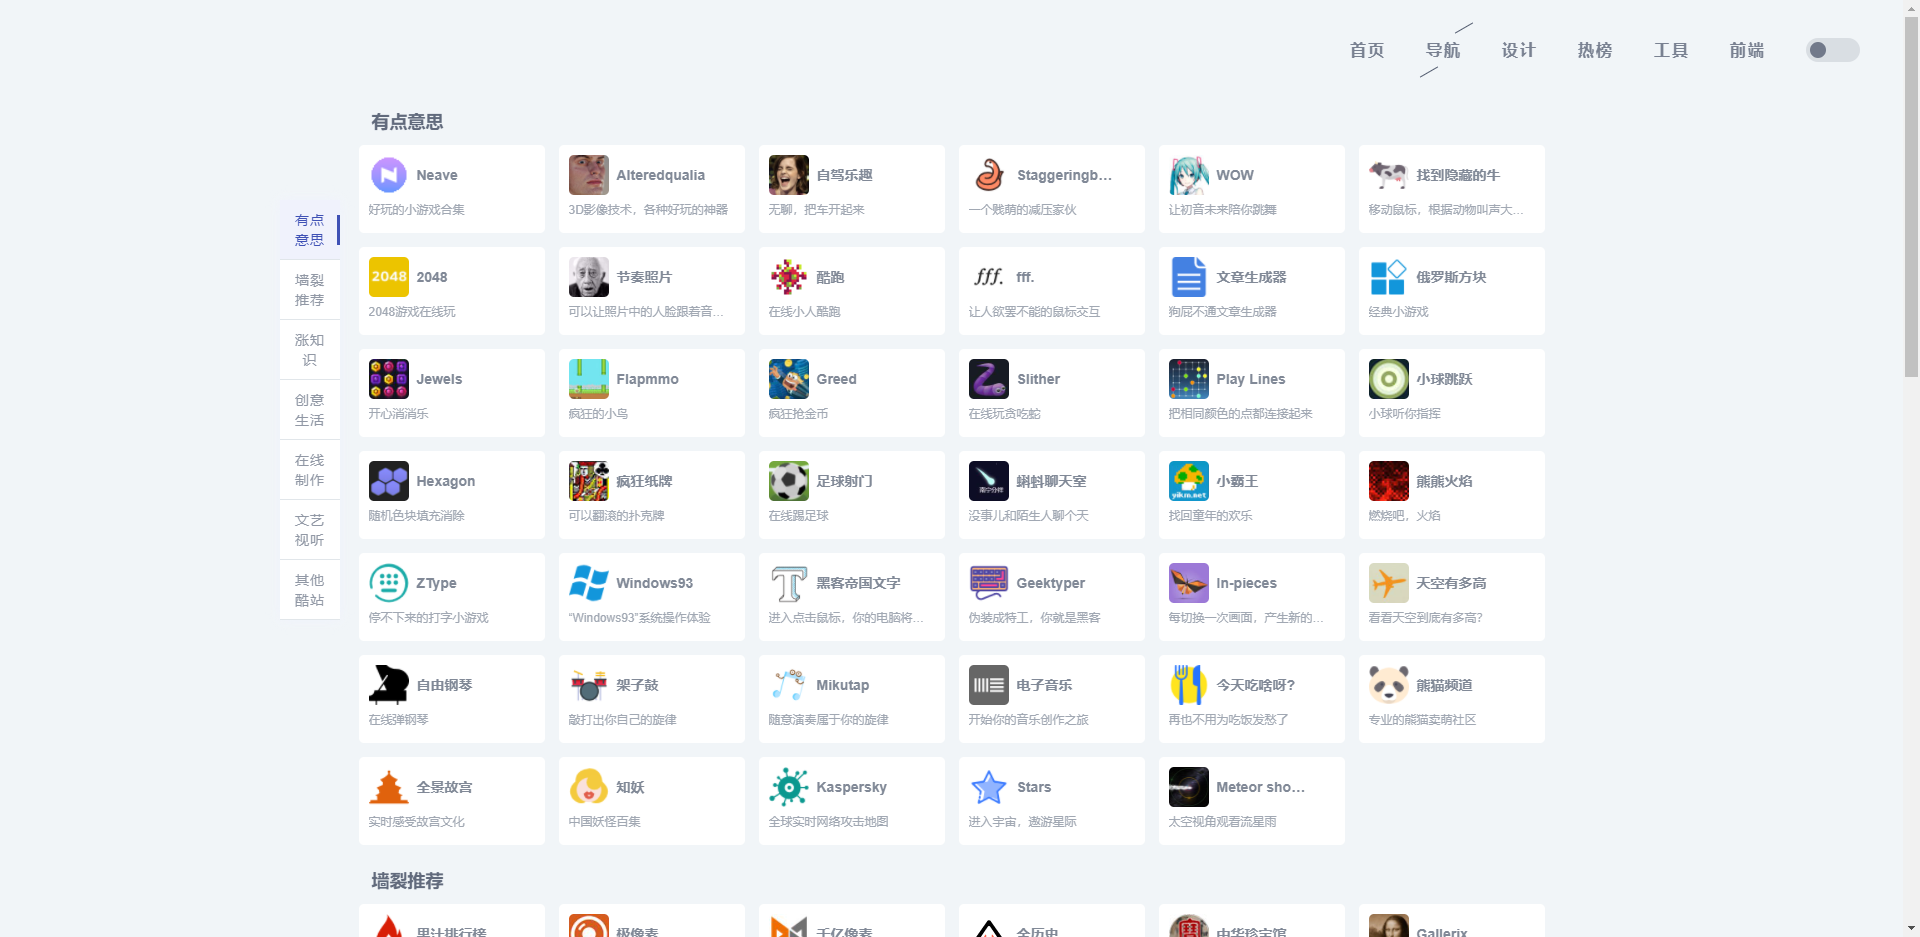 首页 导航 设计 热榜 工具 前端
有点意思
Neave
好玩的小游戏合集
Alteredqualia
3D影像技术，各种好玩的神器
自驾乐趣
无聊，把车开起来
Staggeringb...
一个贱萌的减压家伙
WOW
让初音未来陪你跳舞
找到隐藏的牛
移动鼠标，根据动物叫声大...
有点
意思
墙裂
推荐
涨知
识
创意
生活
在线
制作
文艺
视听
其他
酷站
2048
2048
2048游戏在线玩
节奏照片
可以让照片中的人脸跟着音...
酷跑
在线小人酷跑
fff.
fff.
让人欲罢不能的鼠标交互
文章生成器
狗屁不通文章生成器
俄罗斯方块
经典小游戏
Jewels
开心消消乐
Flapmmo
疯狂的小鸟
Greed
疯狂抢金币
Slither
在线玩贪吃蛇
Play Lines
把相同颜色的点都连接起来
小球跳跃
小球听你指挥
Hexagon
随机色块填充消除
疯狂纸牌
可以翻滚的扑克牌
足球射门
在线踢足球
蝌蚪聊天室
没事儿和陌生人聊个天
yikm.net
小霸王
找回童年的欢乐
熊熊火焰
燃烧吧，火焰
ZType
停不下来的打字小游戏
Windows93
“Windows93”系统操作体验
黑客帝国文字
进入点击鼠标，你的电脑将...
Geektyper
伪装成特工，你就是黑客
In-pieces
每切换一次画面，产生新的...
天空有多高
看看天空到底有多高?
自由钢琴
在线弹钢琴
架子鼓
敲打出你自己的旋律
Mikutap
随意演奏属于你的旋律
电子音乐
开始你的音乐创作之旅
今天吃啥呀?
再也不用为吃饭发愁了
熊猫频道
专业的熊猫卖萌社区
全景故宫
实时感受故宫文化
知妖
中国妖怪百集
Kaspersky
全球实时网络攻击地图
Stars
进入宇宙，遨游星际
Meteor sho...
太空视角观看流星雨
墙裂推荐
果汁排行榜
极像素
千亿像素
全历史
中华珍宝馆
Gallerix